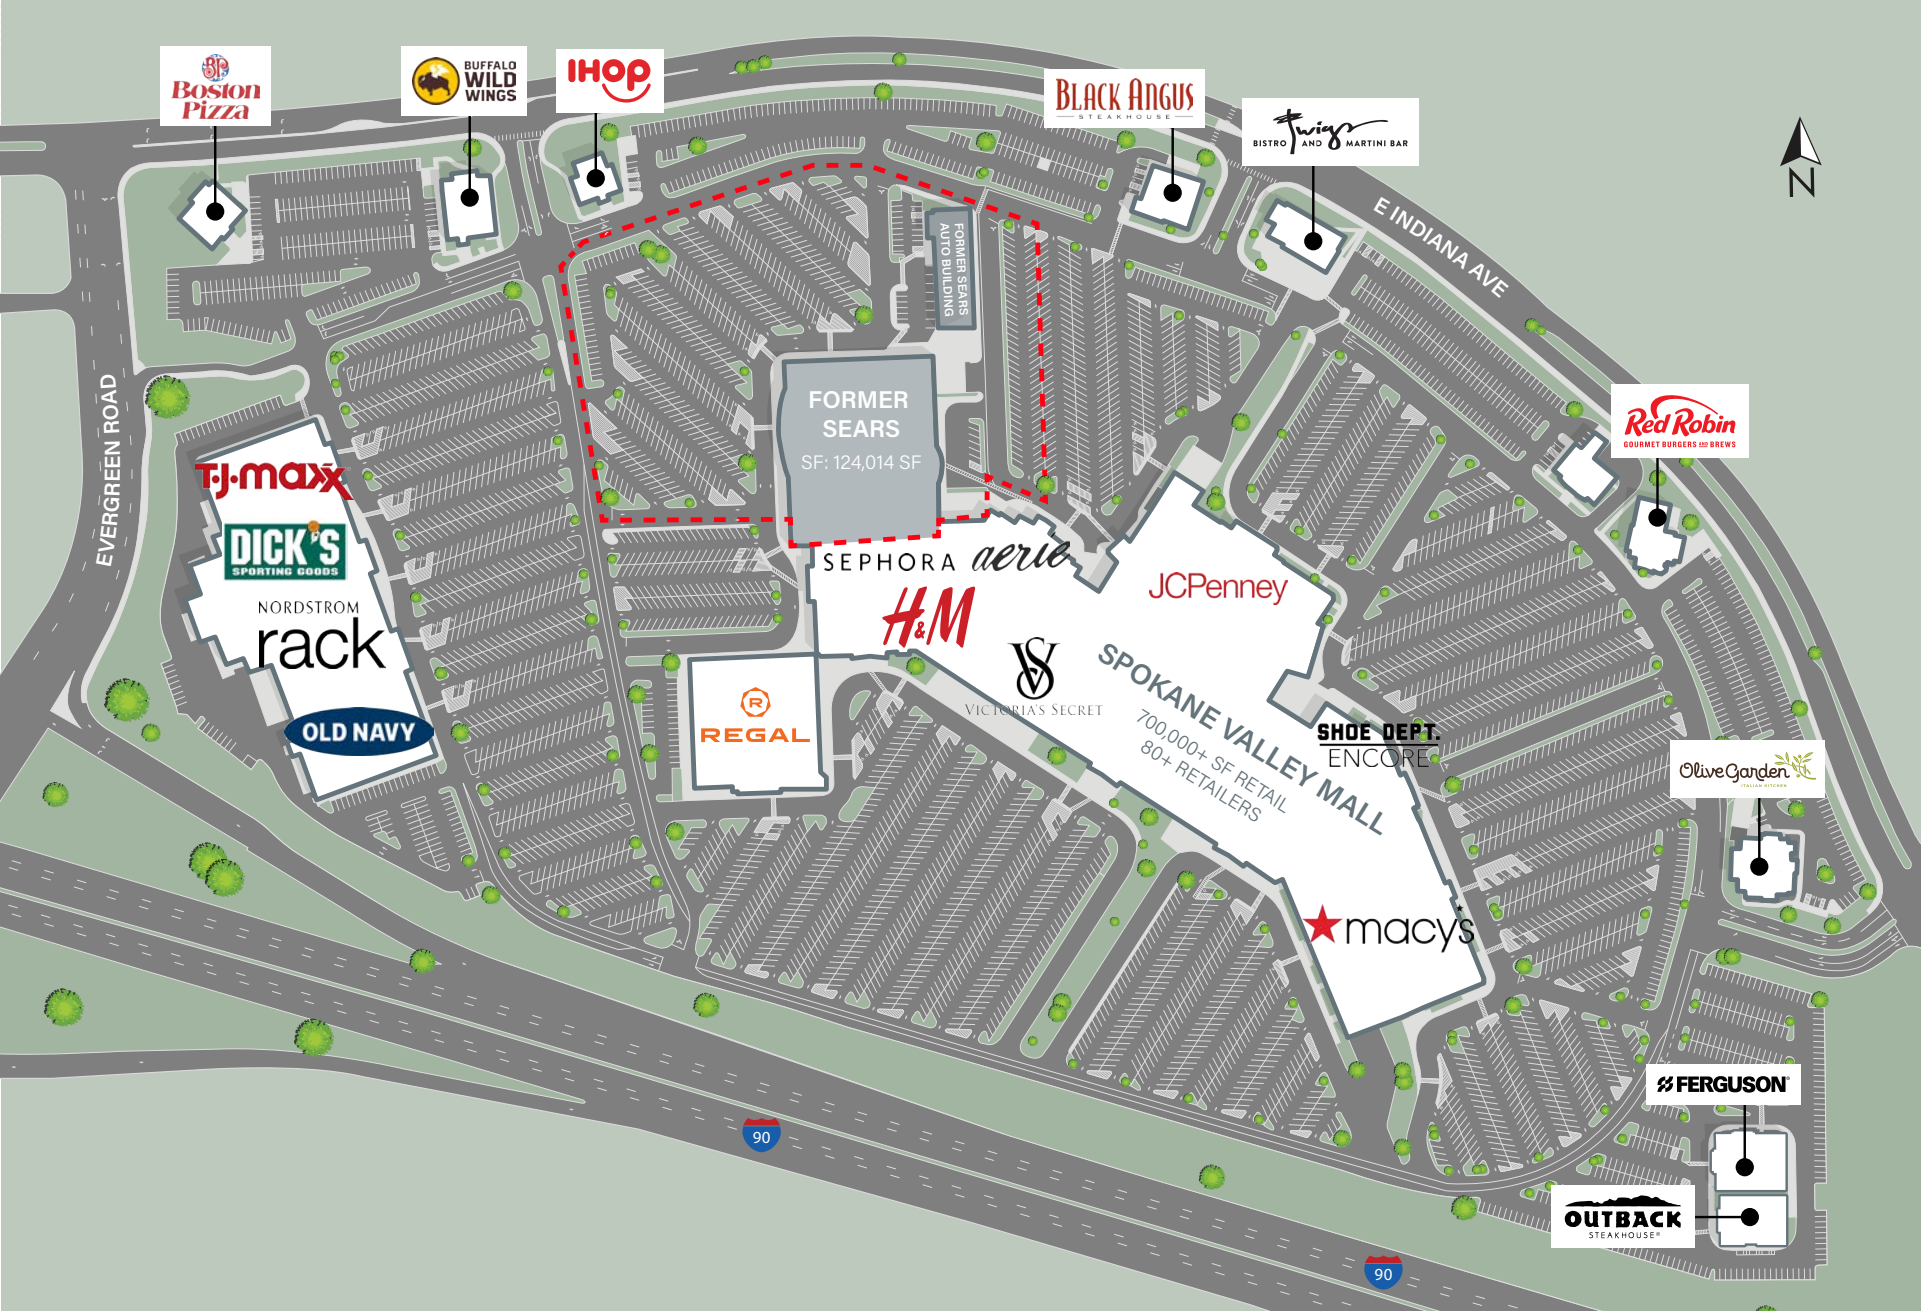 BP
Boston
Pizza
BUFFALO
WILD
WINGS
IHOP
BLACK ANGUS
STEAKHOUSE
Twigs
BISTRO AND MARTINI BAR
N
E INDIANA AVE
FORMER SEARS
AUTO BUILDING
EVERGREEN ROAD
FORMER
SEARS
SF: 124,014 SF
Red Robin
GOURMET BURGERS AND BREWS
T·J·maxx
DICK'S
SPORTING GOODS
NORDSTROM
rack
OLD NAVY
SEPHORA
aerie
H&M
JCPenney
VS
VICTORIA'S SECRET
R
REGAL
SPOKANE VALLEY MALL
700,000+ SF RETAIL
80+ RETAILERS
SHOE DEPT.
ENCORE
Olive Garden
ITALIAN KITCHEN
macy's
FERGUSON
OUTBACK
STEAKHOUSE®
90
90